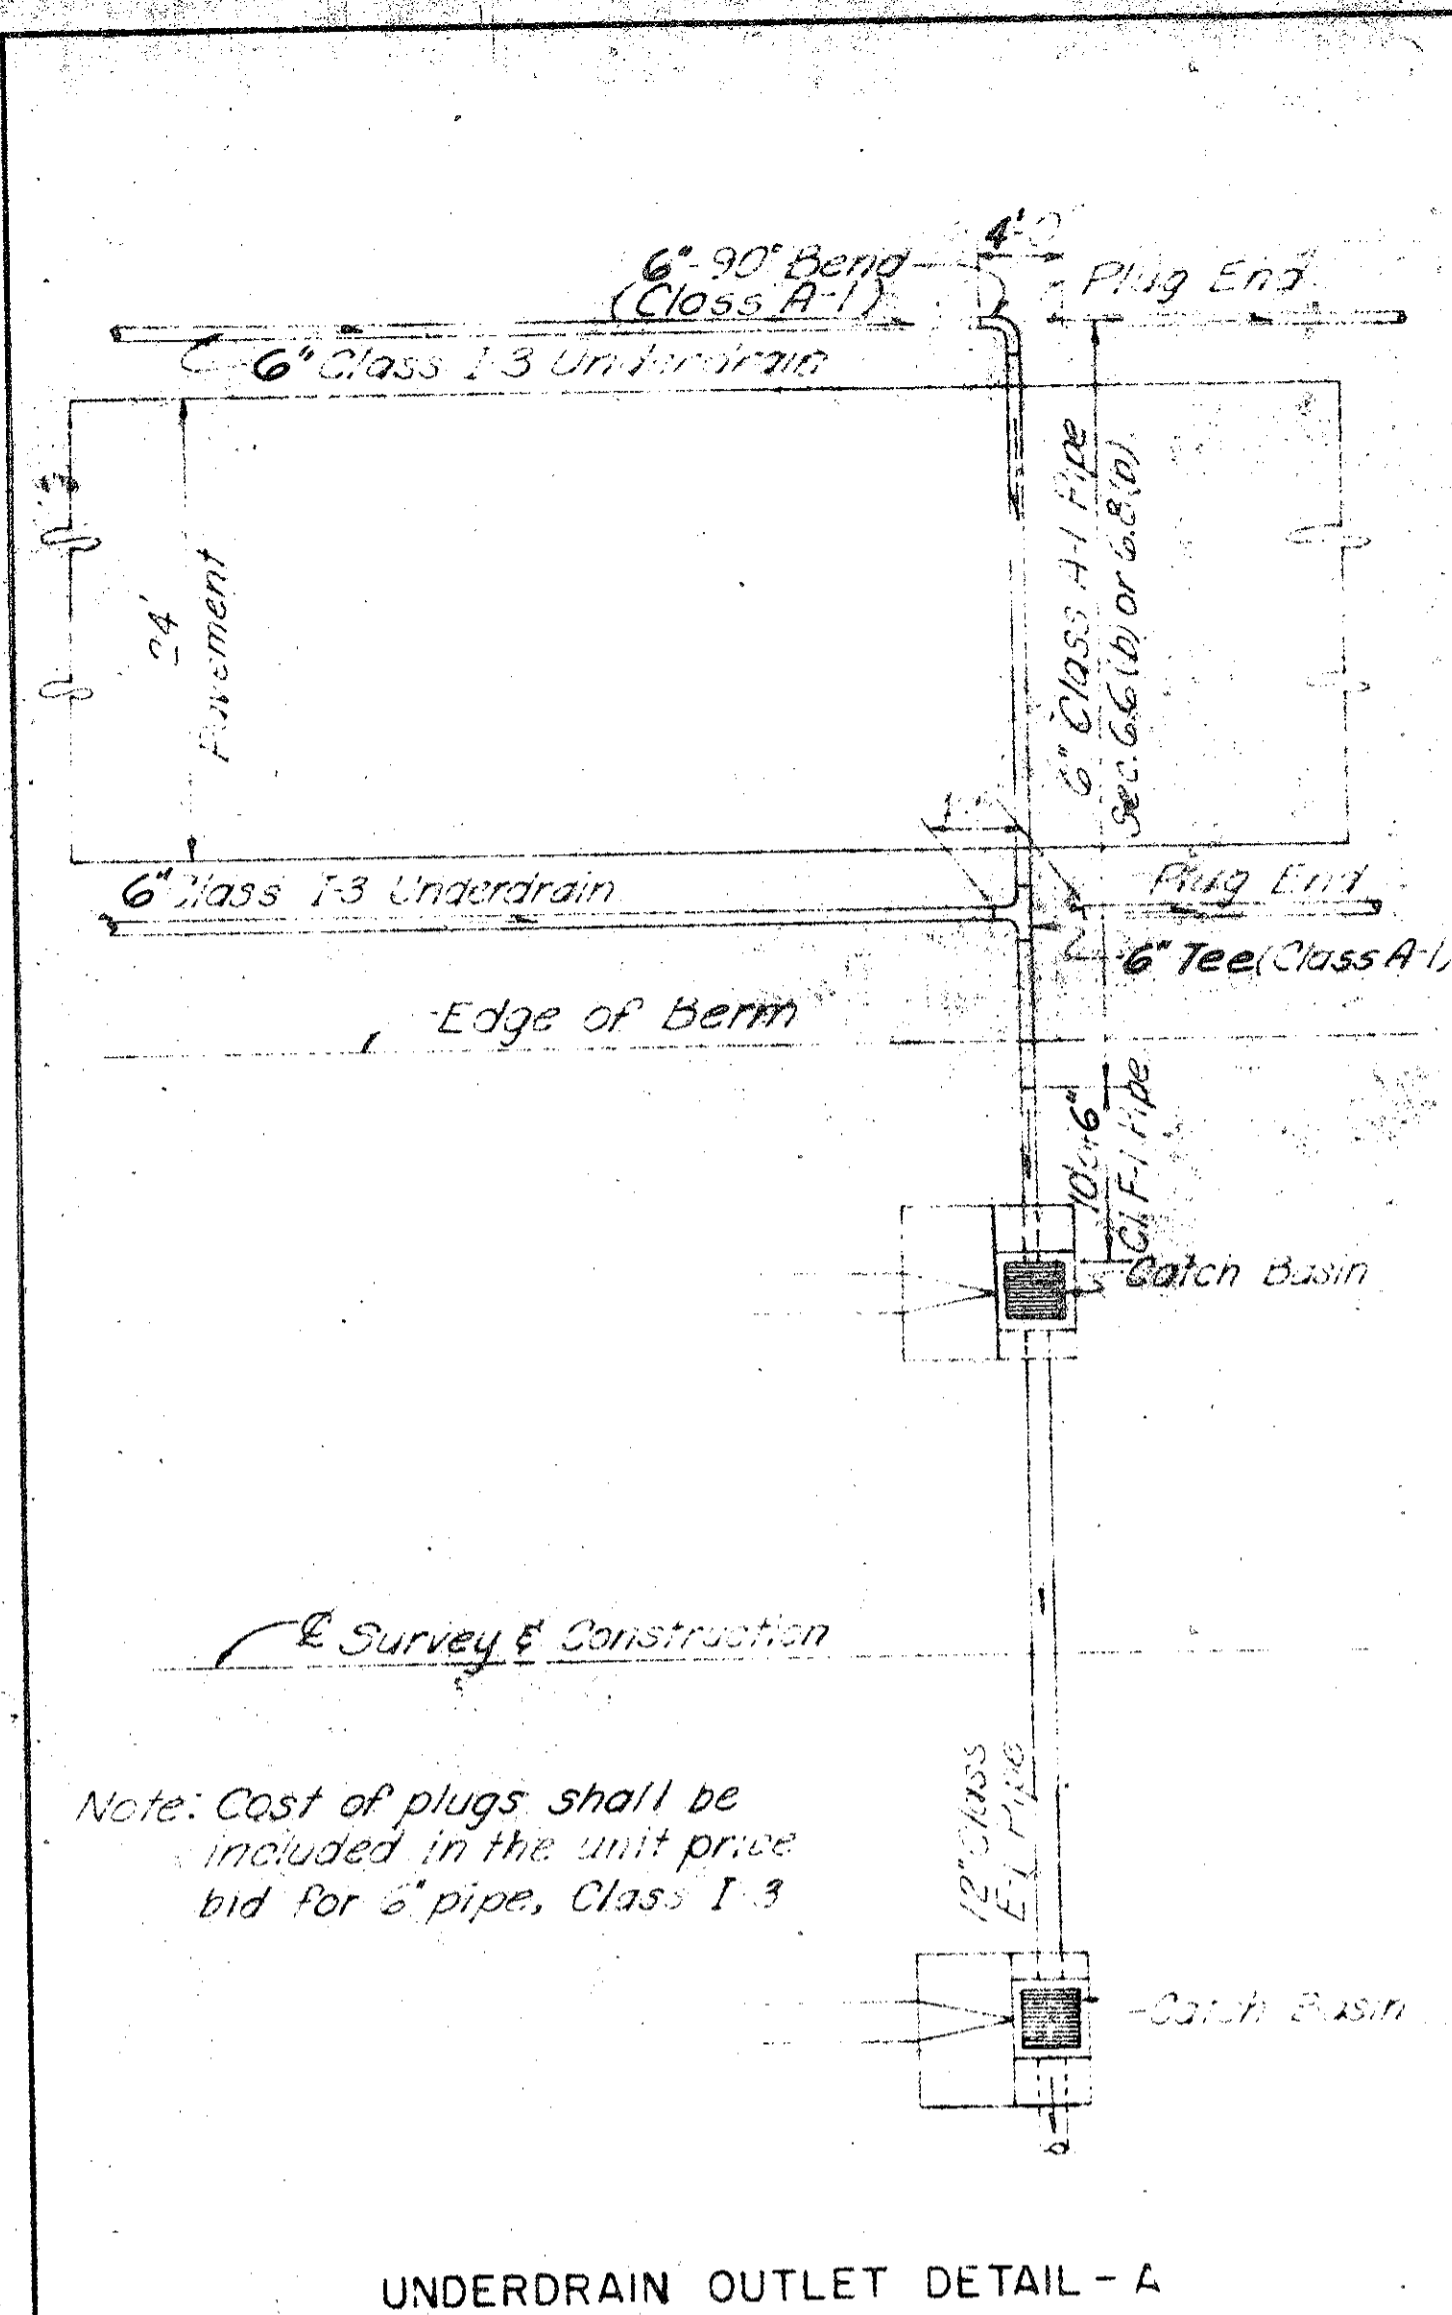 4'-0"
6"-90° Bend
(Class A-1)
Plug End
6" Class I-3 Underdrain
24'
Pavement
6" Class A-1 Pipe
Sec. 6.6 (b) or 6.8 (b)
6" Class I-3 Underdrain
Plug End
6" Tee (Class A-1)
Edge of Berm
6"
Cl. F-1 Pipe
Catch Basin
℄ Survey & Construction
12" Class
E-1 Pipe
Note: Cost of plugs shall be
included in the unit price
bid for 6" pipe, Class I-3
Catch Basin
UNDERDRAIN OUTLET DETAIL - A